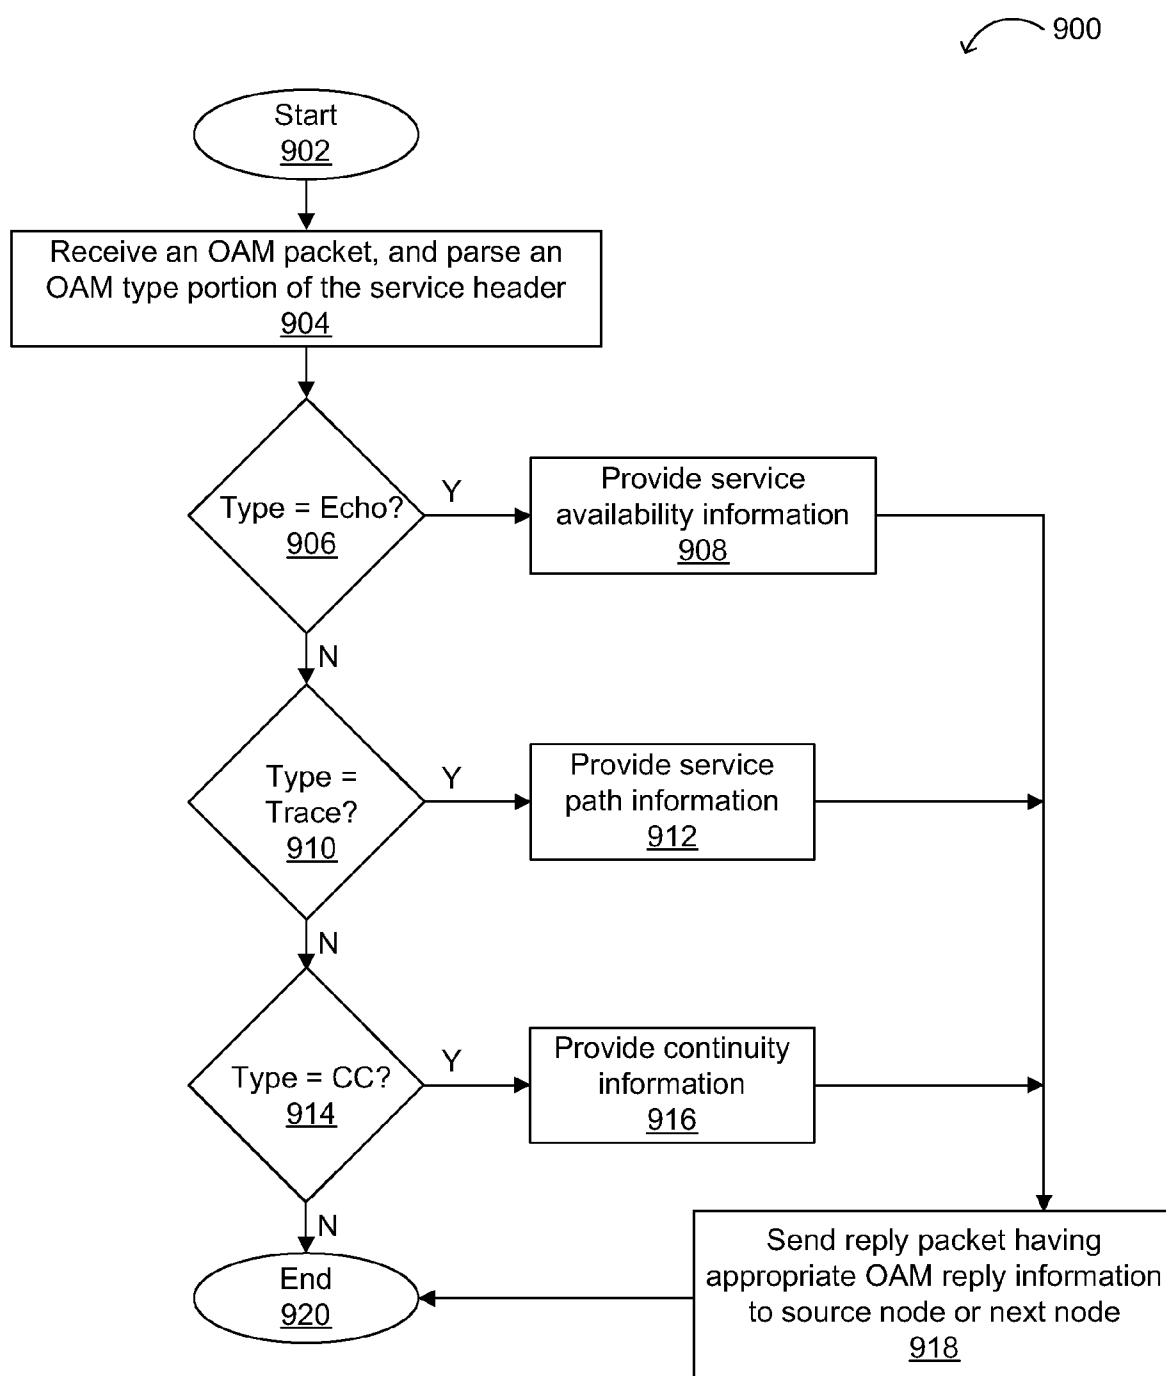 900
Start
902
Receive an OAM packet, and parse an
OAM type portion of the service header
904
Type = Echo?
906
Y
Provide service
availability information
908
N
Type =
Trace?
910
Y
Provide service
path information
912
N
Type = CC?
914
Y
Provide continuity
information
916
N
End
920
Send reply packet having
appropriate OAM reply information
to source node or next node
918